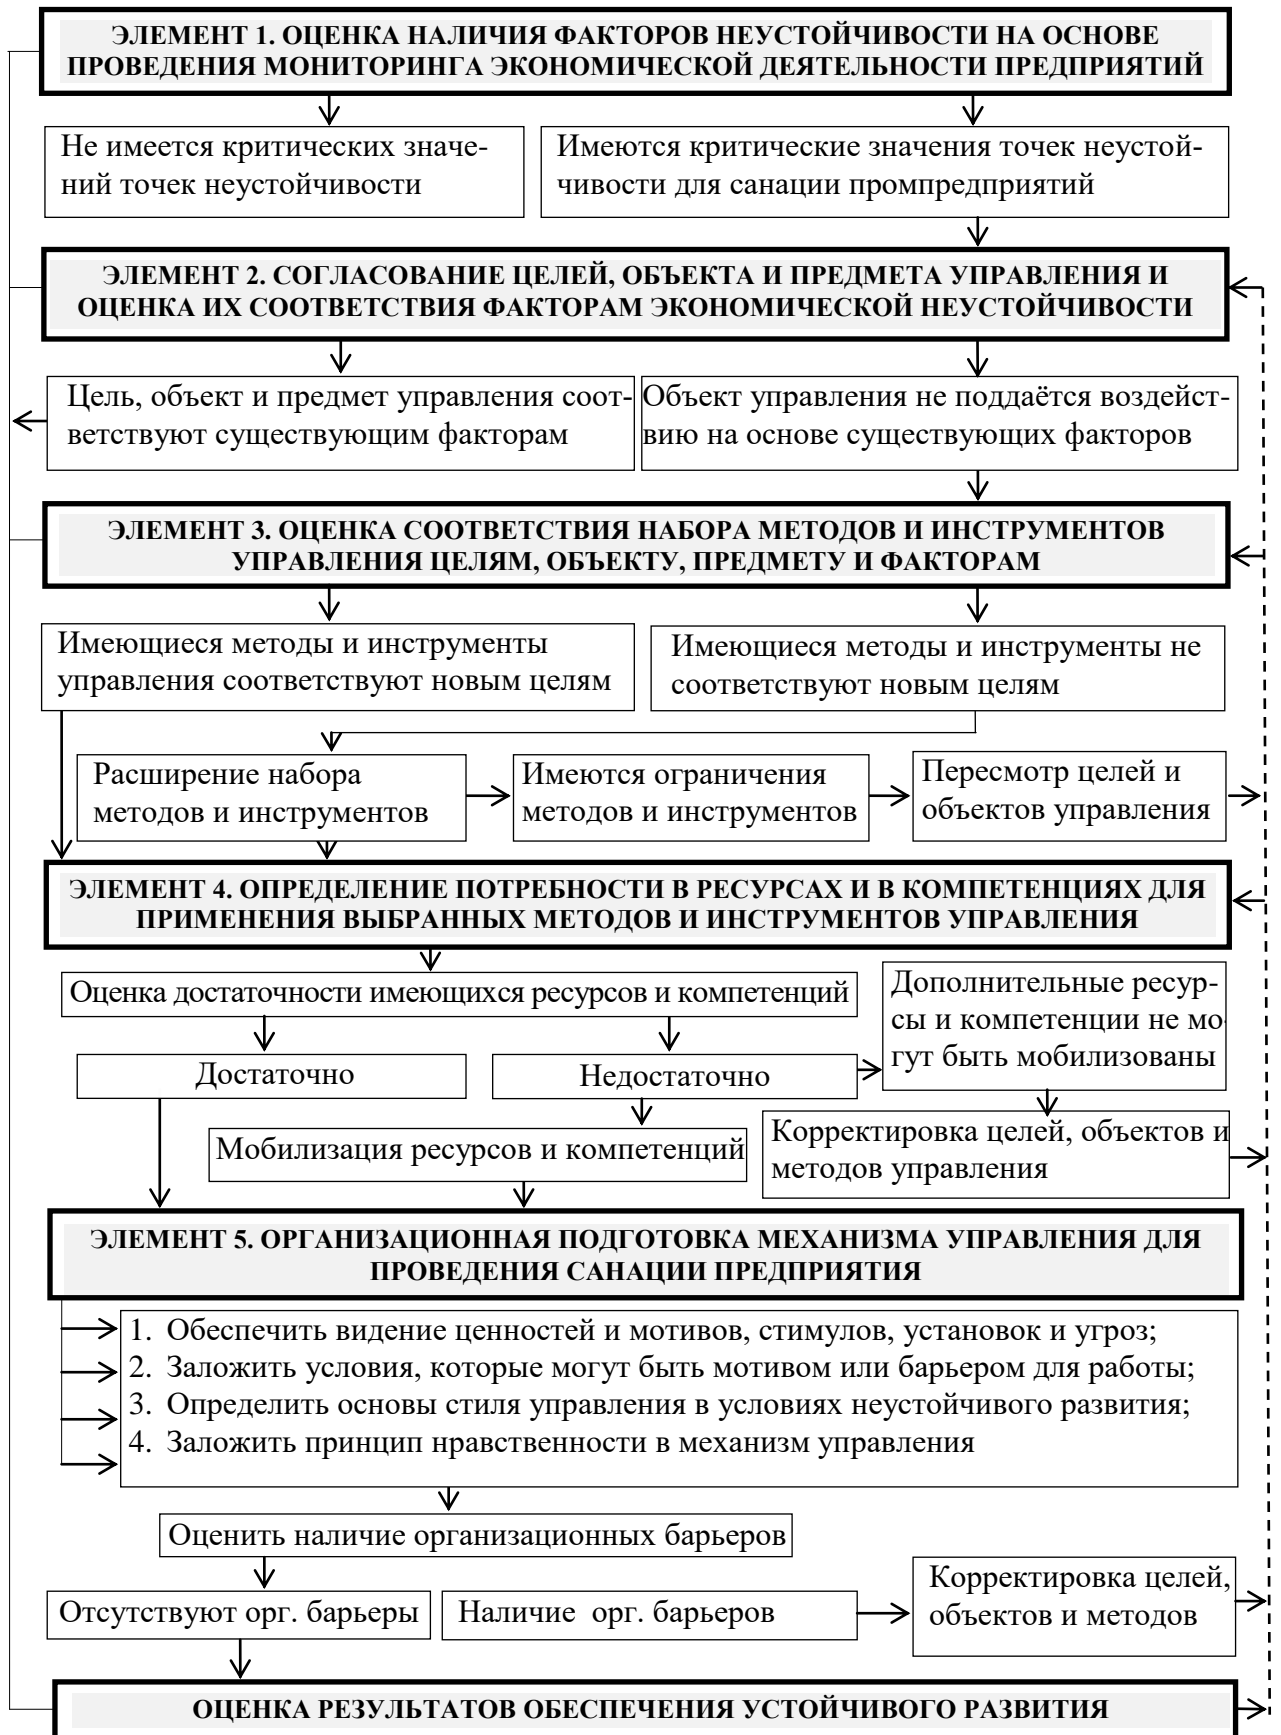 ЭЛЕМЕНТ 1. ОЦЕНКА НАЛИЧИЯ ФАКТОРОВ НЕУСТОЙЧИВОСТИ НА ОСНОВЕ
ПРОВЕДЕНИЯ МОНИТОРИНГА ЭКОНОМИЧЕСКОЙ ДЕЯТЕЛЬНОСТИ ПРЕДПРИЯТИЙ
Не имеется критических значе-
ний точек неустойчивости
Имеются критические значения точек неустой-
чивости для санации промпредприятий
ЭЛЕМЕНТ 2. СОГЛАСОВАНИЕ ЦЕЛЕЙ, ОБЪЕКТА И ПРЕДМЕТА УПРАВЛЕНИЯ И
ОЦЕНКА ИХ СООТВЕТСТВИЯ ФАКТОРАМ ЭКОНОМИЧЕСКОЙ НЕУСТОЙЧИВОСТИ
Цель, объект и предмет управления соот-
ветствуют существующим факторам
Объект управления не поддаётся воздейст-
вию на основе существующих факторов
ЭЛЕМЕНТ 3. ОЦЕНКА СООТВЕТСТВИЯ НАБОРА МЕТОДОВ И ИНСТРУМЕНТОВ
УПРАВЛЕНИЯ ЦЕЛЯМ, ОБЪЕКТУ, ПРЕДМЕТУ И ФАКТОРАМ
Имеющиеся методы и инструменты
управления соответствуют новым целям
Имеющиеся методы и инструменты не
соответствуют новым целям
Расширение набора
методов и инструментов
Имеются ограничения
методов и инструментов
Пересмотр целей и
объектов управления
ЭЛЕМЕНТ 4. ОПРЕДЕЛЕНИЕ ПОТРЕБНОСТИ В РЕСУРСАХ И В КОМПЕТЕНЦИЯХ ДЛЯ
ПРИМЕНЕНИЯ ВЫБРАННЫХ МЕТОДОВ И ИНСТРУМЕНТОВ УПРАВЛЕНИЯ
Оценка достаточности имеющихся ресурсов и компетенций
Дополнительные ресур-
сы и компетенции не мо-
гут быть мобилизованы
Достаточно
Недостаточно
Мобилизация ресурсов и компетенций
Корректировка целей, объектов и
методов управления
ЭЛЕМЕНТ 5. ОРГАНИЗАЦИОННАЯ ПОДГОТОВКА МЕХАНИЗМА УПРАВЛЕНИЯ ДЛЯ
ПРОВЕДЕНИЯ САНАЦИИ ПРЕДПРИЯТИЯ
1. Обеспечить видение ценностей и мотивов, стимулов, установок и угроз;
2. Заложить условия, которые могут быть мотивом или барьером для работы;
3. Определить основы стиля управления в условиях неустойчивого развития;
4. Заложить принцип нравственности в механизм управления
Оценить наличие организационных барьеров
Отсутствуют орг. барьеры
Наличие орг. барьеров
Корректировка целей,
объектов и методов
ОЦЕНКА РЕЗУЛЬТАТОВ ОБЕСПЕЧЕНИЯ УСТОЙЧИВОГО РАЗВИТИЯ